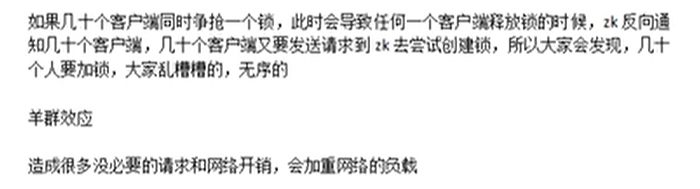 如果几十个客户端同时争抢一个锁，此时会导致任何一个客户端释放锁的时候，zk反向通
知几十个客户端，几十个客户端又要发送请求到zk去尝试创建锁，所以大家会发现，几十
个人要加锁，大家乱糟糟的，无序的
羊群效应
造成很多没必要的请求和网络开销，会加重网络的负载